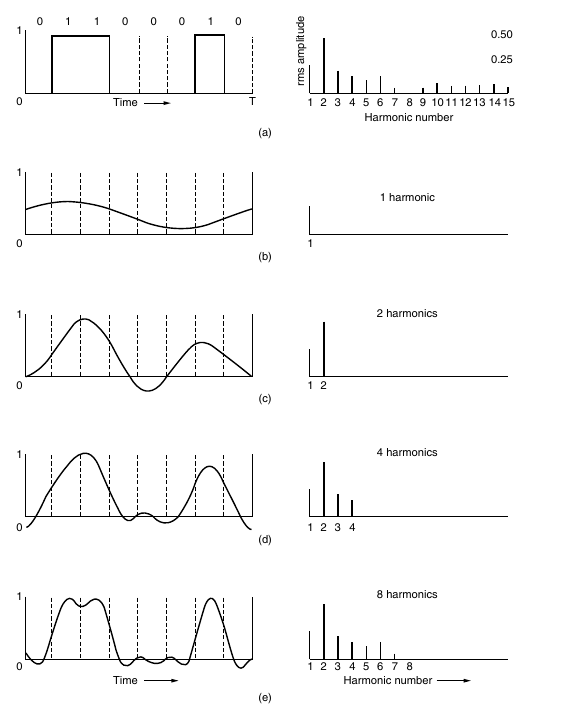 0 1 1 0 0 0 1 0
1
0
Time
T
rms amplitude
0.50
0.25
1 2 3 4 5 6 7 8 9 10 11 12 13 14 15
Harmonic number
(a)
1
0
1 harmonic
1
(b)
1
0
2 harmonics
1 2
(c)
1
0
4 harmonics
1 2 3 4
(d)
1
0
Time
8 harmonics
1 2 3 4 5 6 7 8
Harmonic number
(e)